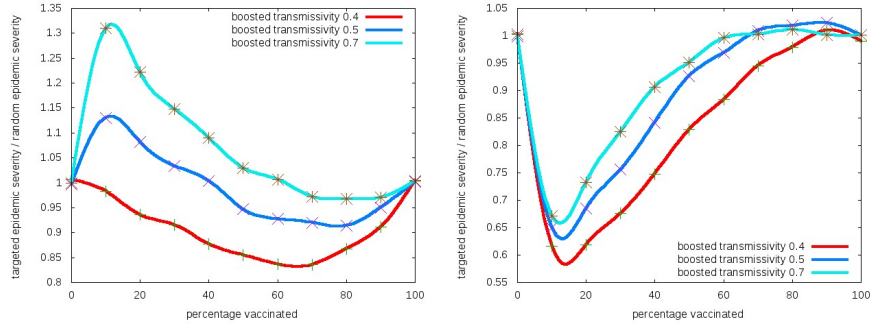 boosted transmissivity 0.4
boosted transmissivity 0.5
boosted transmissivity 0.7
targeted epidemic severity / random epidemic severity
1.35
1.3
1.25
1.2
1.15
1.1
1.05
1
0.95
0.9
0.85
0.8
0 20 40 60 80 100
percentage vaccinated
targeted epidemic severity / random epidemic severity
1.05
1
0.95
0.9
0.85
0.8
0.75
0.7
0.65
0.6
0.55
boosted transmissivity 0.4
boosted transmissivity 0.5
boosted transmissivity 0.7
0 20 40 60 80 100
percentage vaccinated